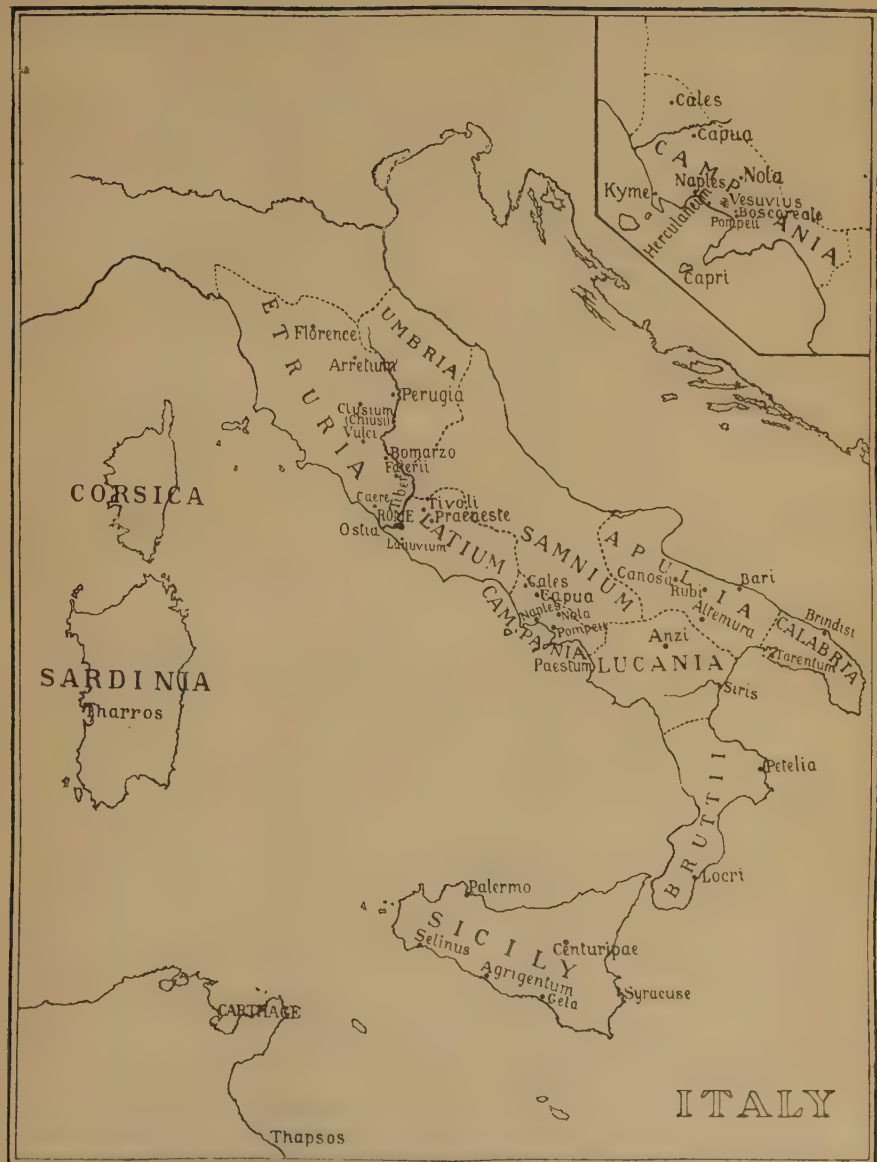 Cales
Capua
CAMPANIA
Nola
Naples
Kyme
Vesuvius
Boscoreale
Pompeii
Herculaneum
Capri
ETRURIA
Florence
UMBRIA
Arretium
Perugia
Clusium
(Chiusi)
Vulci
Bomarzo
Falerii
CORSICA
Caere
Tiber
Tivoli
ROME
Praeneste
Ostia
LATIUM
Lanuvium
SAMNIUM
APULIA
Canosa
Rubi
Bari
Cales
Capua
Altemura
Naples
Nola
Pompeii
CAMPANIA
Brindisi
CALABRIA
Anzi
Tarentum
Paestum
LUCANIA
SARDINIA
Tharros
Siris
Petelia
BRUTTII
Locri
Palermo
SICILY
Selinus
Centuripae
Agrigentum
Gela
Syracuse
CARTHAGE
Thapsos
ITALY